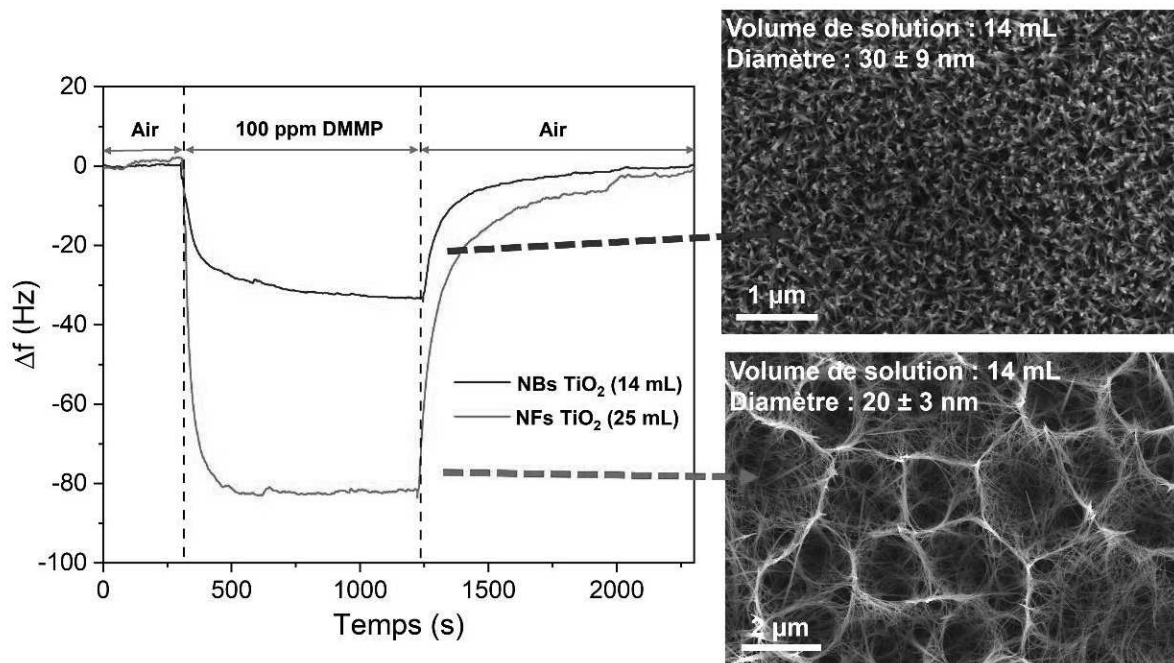 20
0
-20
-40
-60
-80
-100
Δf (Hz)
Air
100 ppm DMMP
Air
NBs TiO₂ (14 mL)
NFs TiO₂ (25 mL)
0
500
1000
1500
2000
Temps (s)
Volume de solution : 14 mL
Diamètre : 30 ± 9 nm
1 µm
Volume de solution : 14 mL
Diamètre : 20 ± 3 nm
2 µm